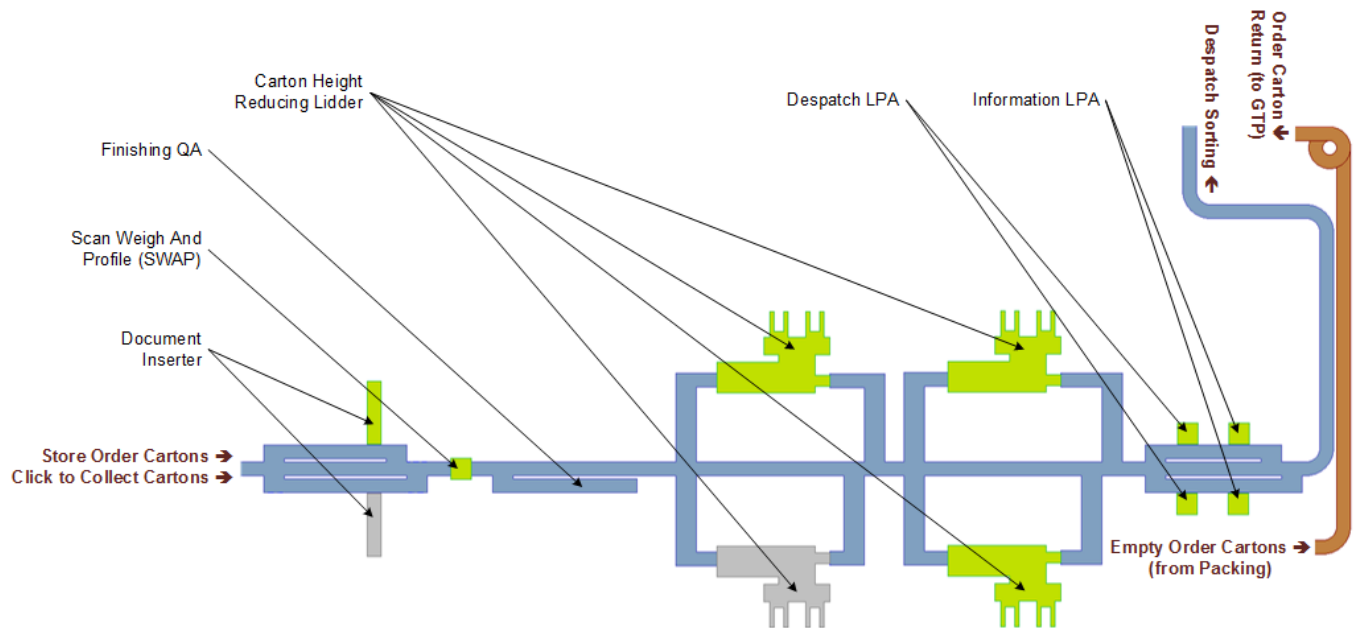 Carton Height
Reducing Lidder
Despatch LPA
Information LPA
Order Carton
Return (to GTP) ←
Despatch Sorting ←
Finishing QA
Scan Weigh And
Profile (SWAP)
Document
Inserter
Store Order Cartons →
Click to Collect Cartons →
Empty Order Cartons →
(from Packing)